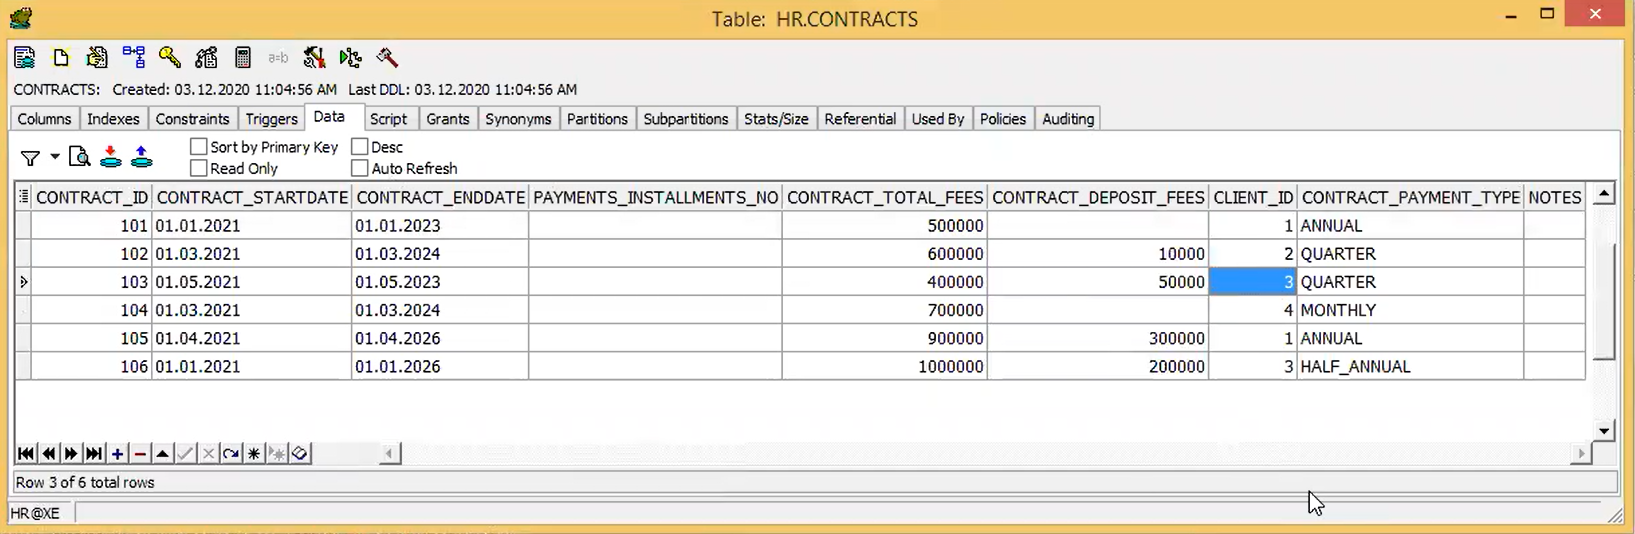 Table: HR.CONTRACTS
CONTRACTS: Created: 03.12.2020 11:04:56 AM Last DDL: 03.12.2020 11:04:56 AM
Columns Indexes Constraints Triggers Data Script Grants Synonyms Partitions Subpartitions Stats/Size Referential Used By Policies Auditing
Sort by Primary Key Desc
Read Only Auto Refresh
CONTRACT_ID CONTRACT_STARTDATE CONTRACT_ENDDATE PAYMENTS_INSTALLMENTS_NO CONTRACT_TOTAL_FEES CONTRACT_DEPOSIT_FEES CLIENT_ID CONTRACT_PAYMENT_TYPE NOTES
101 01.01.2021 01.01.2023 500000 1 ANNUAL
102 01.03.2021 01.03.2024 600000 10000 2 QUARTER
103 01.05.2021 01.05.2023 400000 50000 3 QUARTER
104 01.03.2021 01.03.2024 700000 4 MONTHLY
105 01.04.2021 01.04.2026 900000 300000 1 ANNUAL
106 01.01.2021 01.01.2026 1000000 200000 3 HALF_ANNUAL
Row 3 of 6 total rows
HR@XE